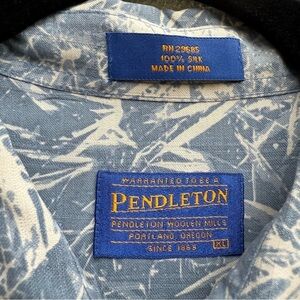 RN 29685
100% SILK
MADE IN CHINA
WARRANTED TO BE A
PENDLETON
PENDLETON WOOLEN MILLS
PORTLAND, OREGON
SINCE 1863 XL